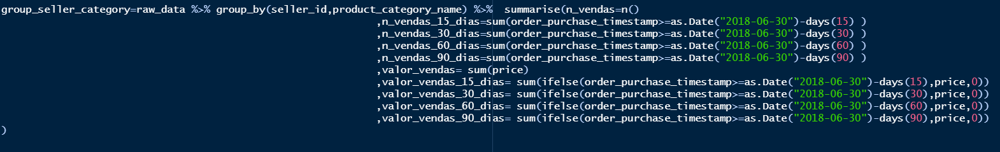 group_seller_category=raw_data %>% group_by(seller_id,product_category_name) %>%  summarise(n_vendas=n()
,n_vendas_15_dias=sum(order_purchase_timestamp>=as.Date("2018-06-30")-days(15) )
,n_vendas_30_dias=sum(order_purchase_timestamp>=as.Date("2018-06-30")-days(30) )
,n_vendas_60_dias=sum(order_purchase_timestamp>=as.Date("2018-06-30")-days(60) )
,n_vendas_90_dias=sum(order_purchase_timestamp>=as.Date("2018-06-30")-days(90) )
,valor_vendas= sum(price)
,valor_vendas_15_dias= sum(ifelse(order_purchase_timestamp>=as.Date("2018-06-30")-days(15),price,0))
,valor_vendas_30_dias= sum(ifelse(order_purchase_timestamp>=as.Date("2018-06-30")-days(30),price,0))
,valor_vendas_60_dias= sum(ifelse(order_purchase_timestamp>=as.Date("2018-06-30")-days(60),price,0))
,valor_vendas_90_dias= sum(ifelse(order_purchase_timestamp>=as.Date("2018-06-30")-days(90),price,0))
)